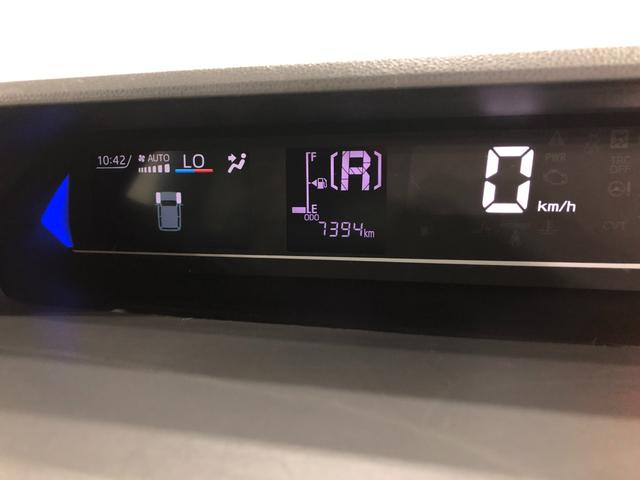 10:42 AUTO LO
F
(R)
E
ODO
7394km
0 km/h
PWR
TRC
OFF